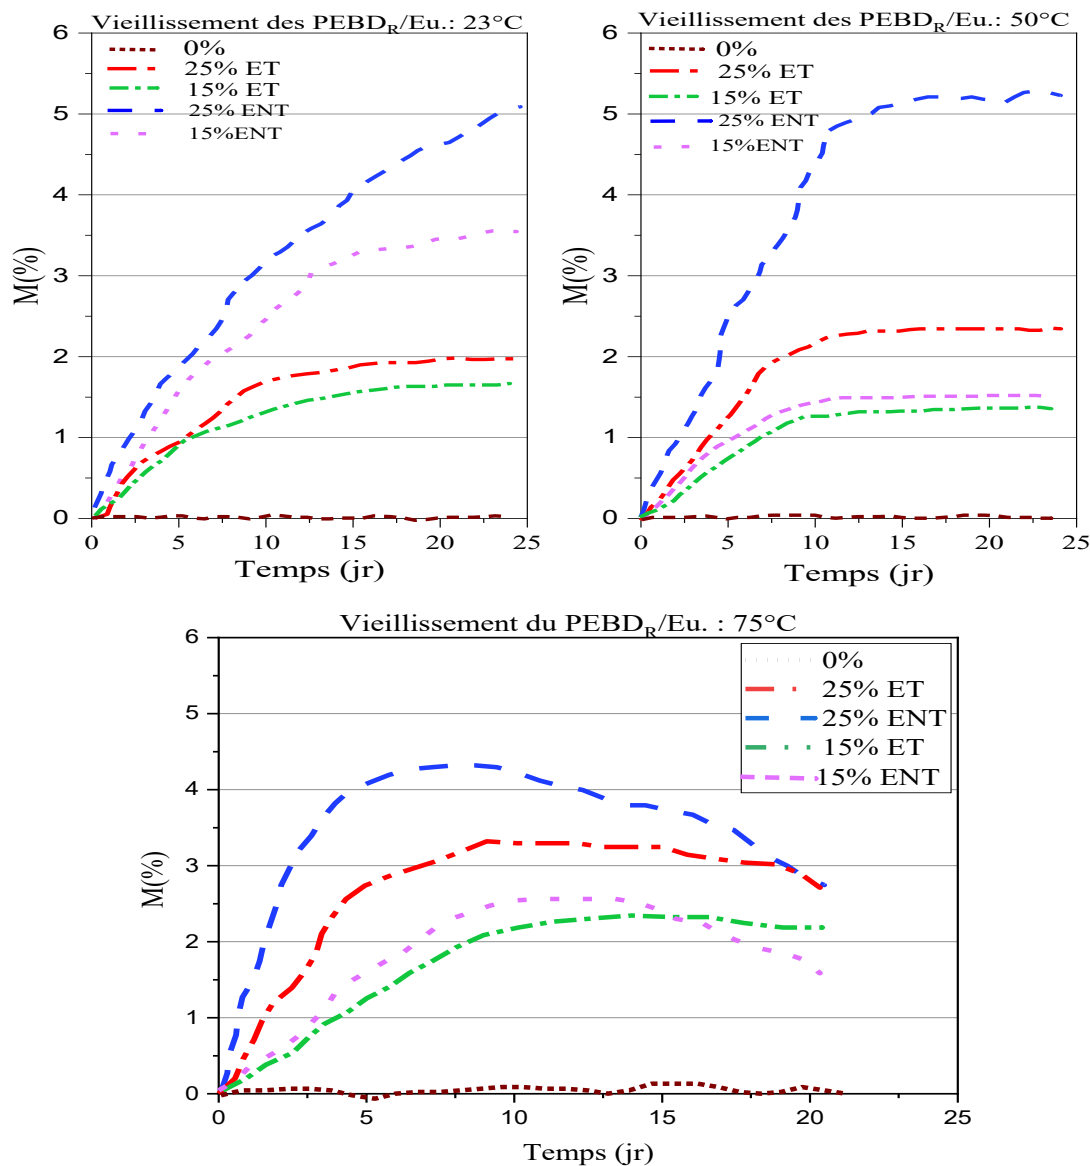 Vieillissement des PEBD_R/Eu.: 23°C
6
5
4
3
2
1
0
M(%)
0%
25% ET
15% ET
25% ENT
15%ENT
0 5 10 15 20 25
Temps (jr)
Vieillissement des PEBD_R/Eu.: 50°C
6
5
4
3
2
1
0
M(%)
0%
25% ET
15% ET
25% ENT
15%ENT
0 5 10 15 20 25
Temps (jr)
Vieillissement du PEBD_R/Eu. : 75°C
6
5
4
3
2
1
0
M(%)
0%
25% ET
25% ENT
15% ET
15% ENT
0 5 10 15 20 25
Temps (jr)